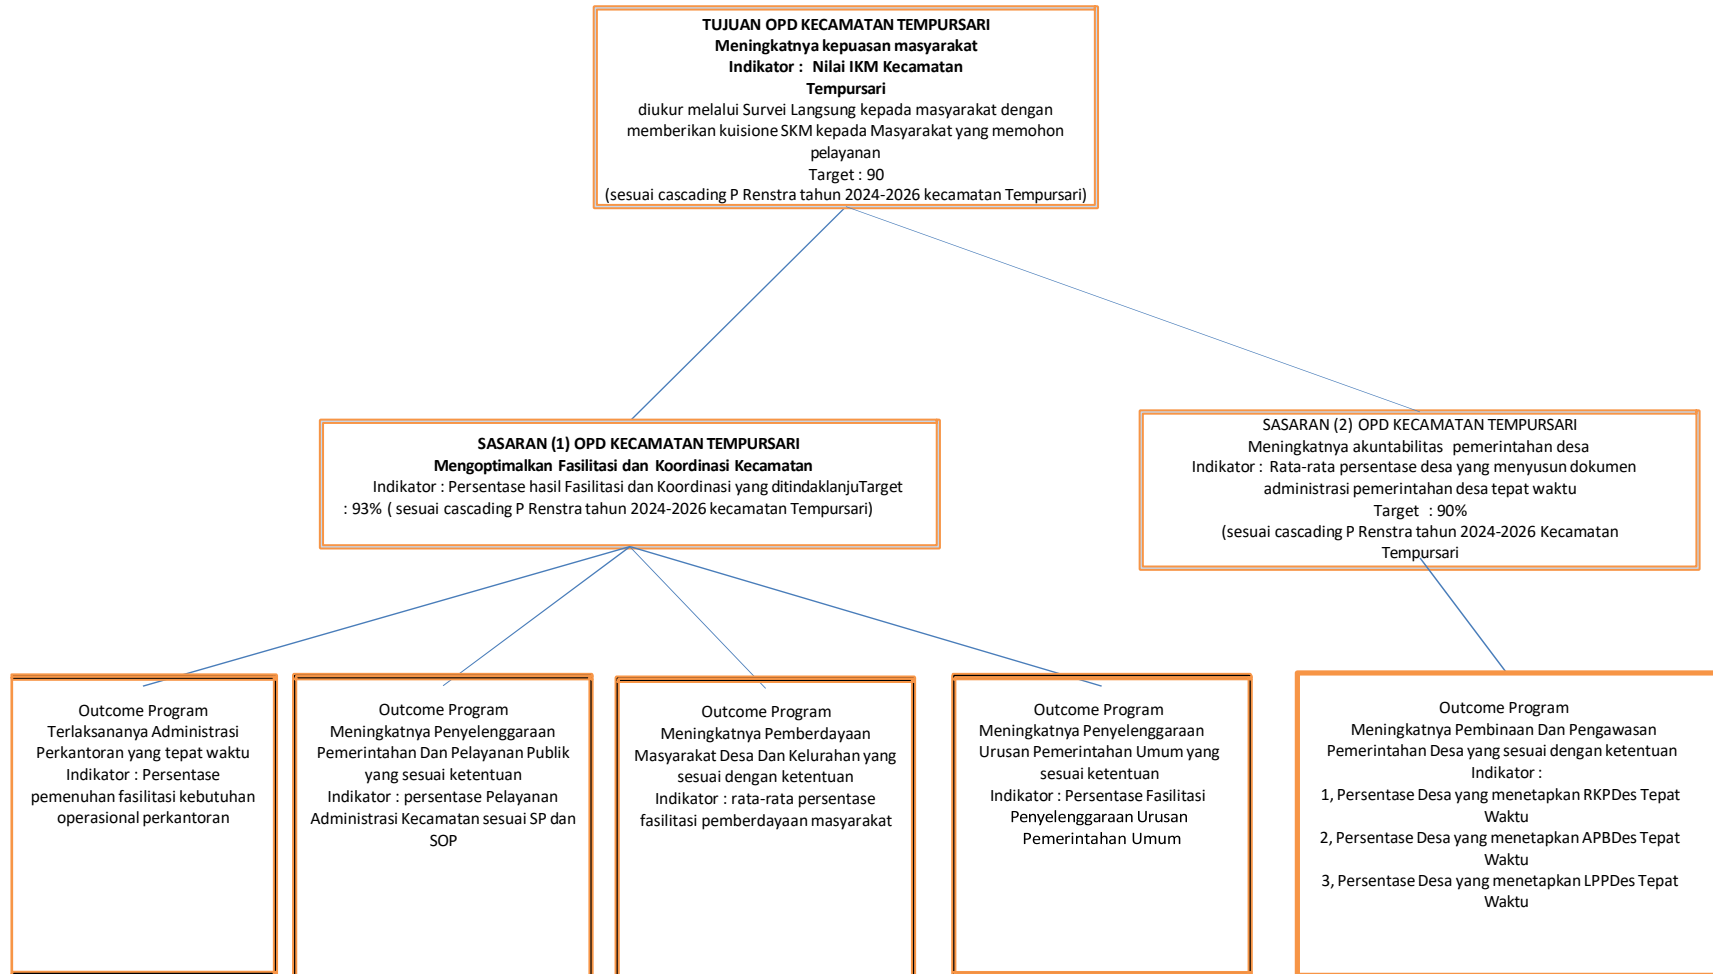 TUJUAN OPD KECAMATAN TEMPURSARI
Meningkatnya kepuasan masyarakat
Indikator : Nilai IKM Kecamatan
Tempursari
diukur melalui Survei Langsung kepada masyarakat dengan
memberikan kuisione SKM kepada Masyarakat yang memohon
pelayanan
Target : 90
(sesuai cascading P Renstra tahun 2024-2026 kecamatan Tempursari)
SASARAN (1) OPD KECAMATAN TEMPURSARI
Mengoptimalkan Fasilitasi dan Koordinasi Kecamatan
Indikator : Persentase hasil Fasilitasi dan Koordinasi yang ditindaklanjuTarget
: 93% ( sesuai cascading P Renstra tahun 2024-2026 kecamatan Tempursari)
SASARAN (2) OPD KECAMATAN TEMPURSARI
Meningkatnya akuntabilitas pemerintahan desa
Indikator : Rata-rata persentase desa yang menyusun dokumen
administrasi pemerintahan desa tepat waktu
Target : 90%
(sesuai cascading P Renstra tahun 2024-2026 Kecamatan
Tempursari
Outcome Program
Terlaksananya Administrasi
Perkantoran yang tepat waktu
Indikator : Persentase
pemenuhan fasilitasi kebutuhan
operasional perkantoran
Outcome Program
Meningkatnya Penyelenggaraan
Pemerintahan Dan Pelayanan Publik
yang sesuai ketentuan
Indikator : persentase Pelayanan
Administrasi Kecamatan sesuai SP dan
SOP
Outcome Program
Meningkatnya Pemberdayaan
Masyarakat Desa Dan Kelurahan yang
sesuai dengan ketentuan
Indikator : rata-rata persentase
fasilitasi pemberdayaan masyarakat
Outcome Program
Meningkatnya Penyelenggaraan
Urusan Pemerintahan Umum yang
sesuai ketentuan
Indikator : Persentase Fasilitasi
Penyelenggaraan Urusan
Pemerintahan Umum
Outcome Program
Meningkatnya Pembinaan Dan Pengawasan
Pemerintahan Desa yang sesuai dengan ketentuan
Indikator :
1, Persentase Desa yang menetapkan RKPDes Tepat
Waktu
2, Persentase Desa yang menetapkan APBDes Tepat
Waktu
3, Persentase Desa yang menetapkan LPPDes Tepat
Waktu